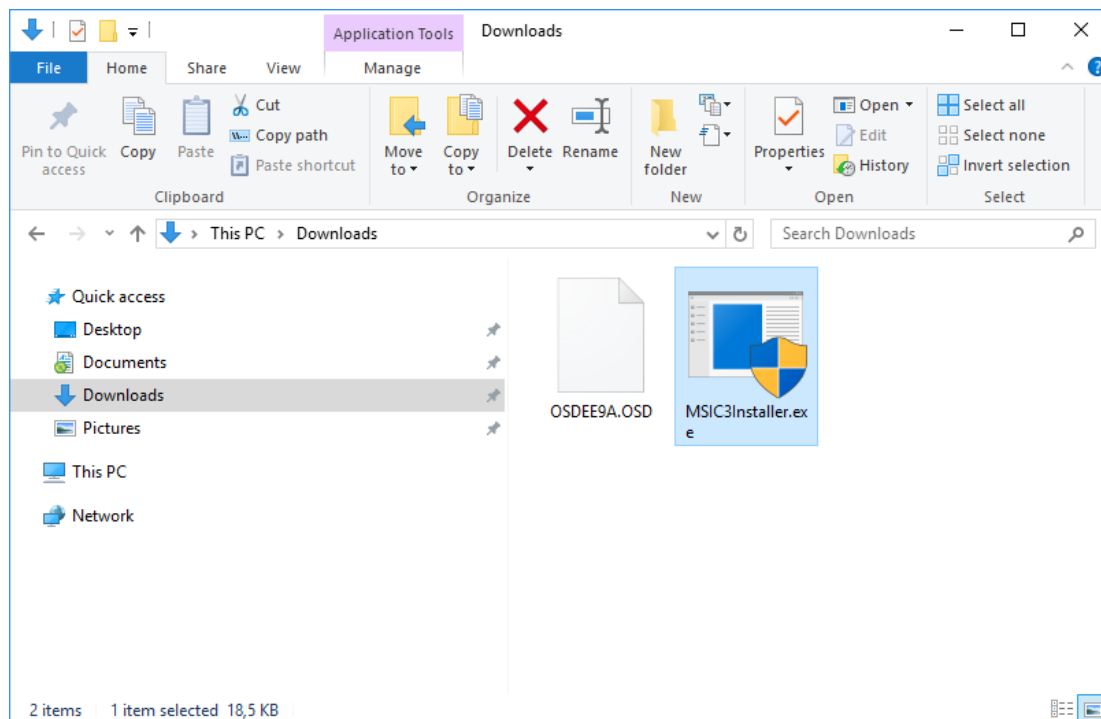 Application Tools
Downloads
File
Home
Share
View
Manage
Pin to Quick
access
Copy
Paste
Cut
Copy path
Paste shortcut
Clipboard
Move
to
Copy
to
Delete
Rename
Organize
New
folder
New
Properties
Open
Edit
History
Open
Select all
Select none
Invert selection
Select
This PC
Downloads
Search Downloads
Quick access
Desktop
Documents
Downloads
Pictures
This PC
Network
OSDEE9A.OSD
MSIC3Installer.ex
e
2 items
1 item selected 18,5 KB